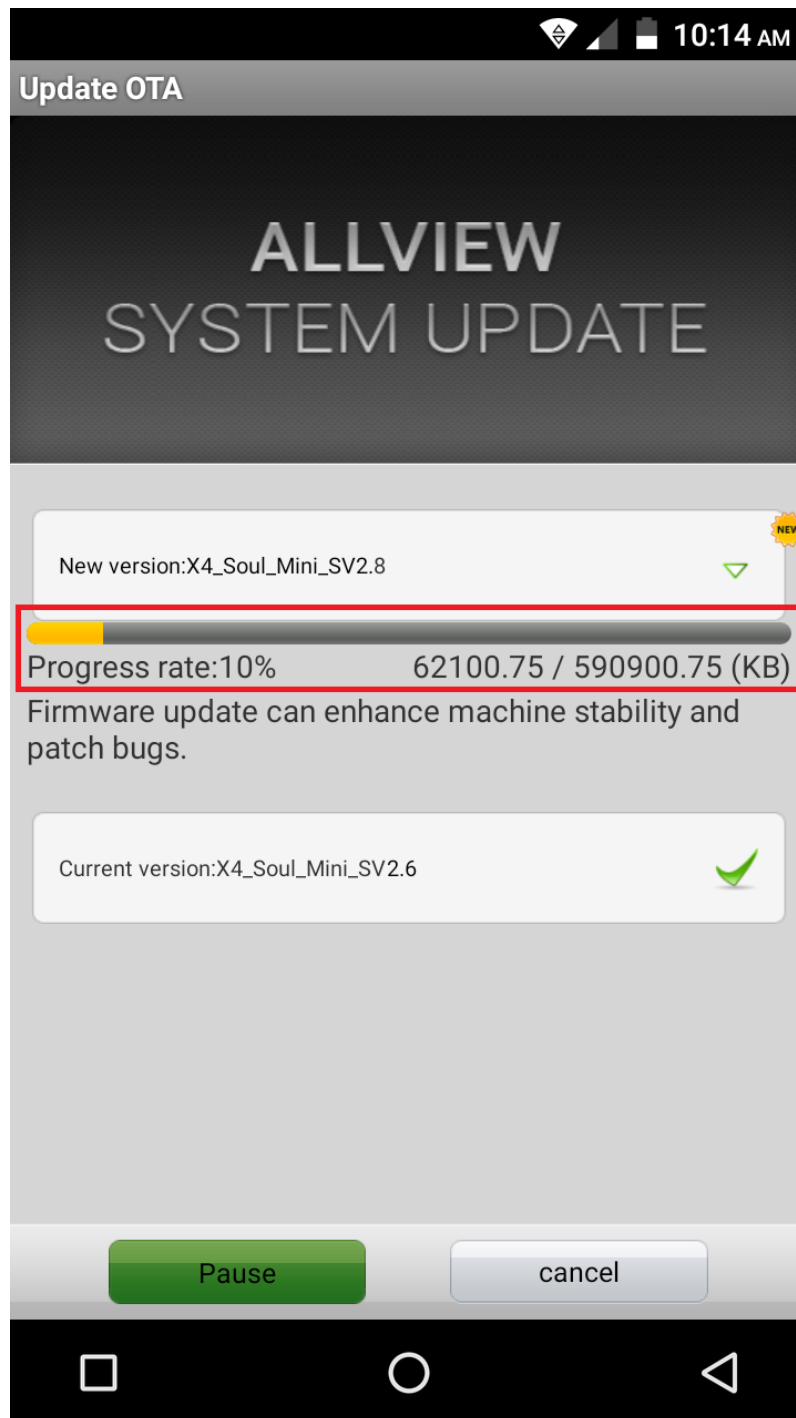 10:14 AM
Update OTA
ALLVIEW
SYSTEM UPDATE
NEW
New version:X4_Soul_Mini_SV2.8
Progress rate:10% 62100.75 / 590900.75 (KB)
Firmware update can enhance machine stability and
patch bugs.
Current version:X4_Soul_Mini_SV2.6
Pause cancel